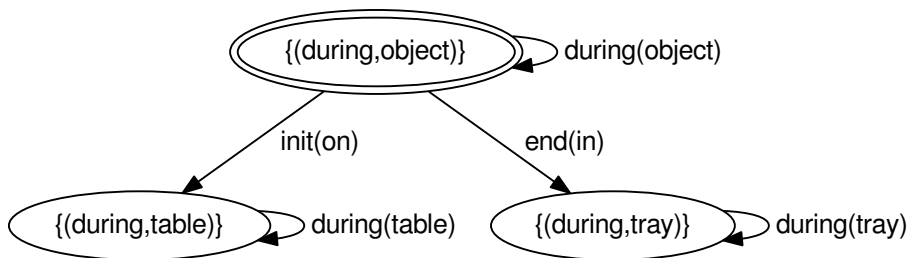 {(during,object)}
during(object)
init(on)
end(in)
{(during,table)}
during(table)
{(during,tray)}
during(tray)